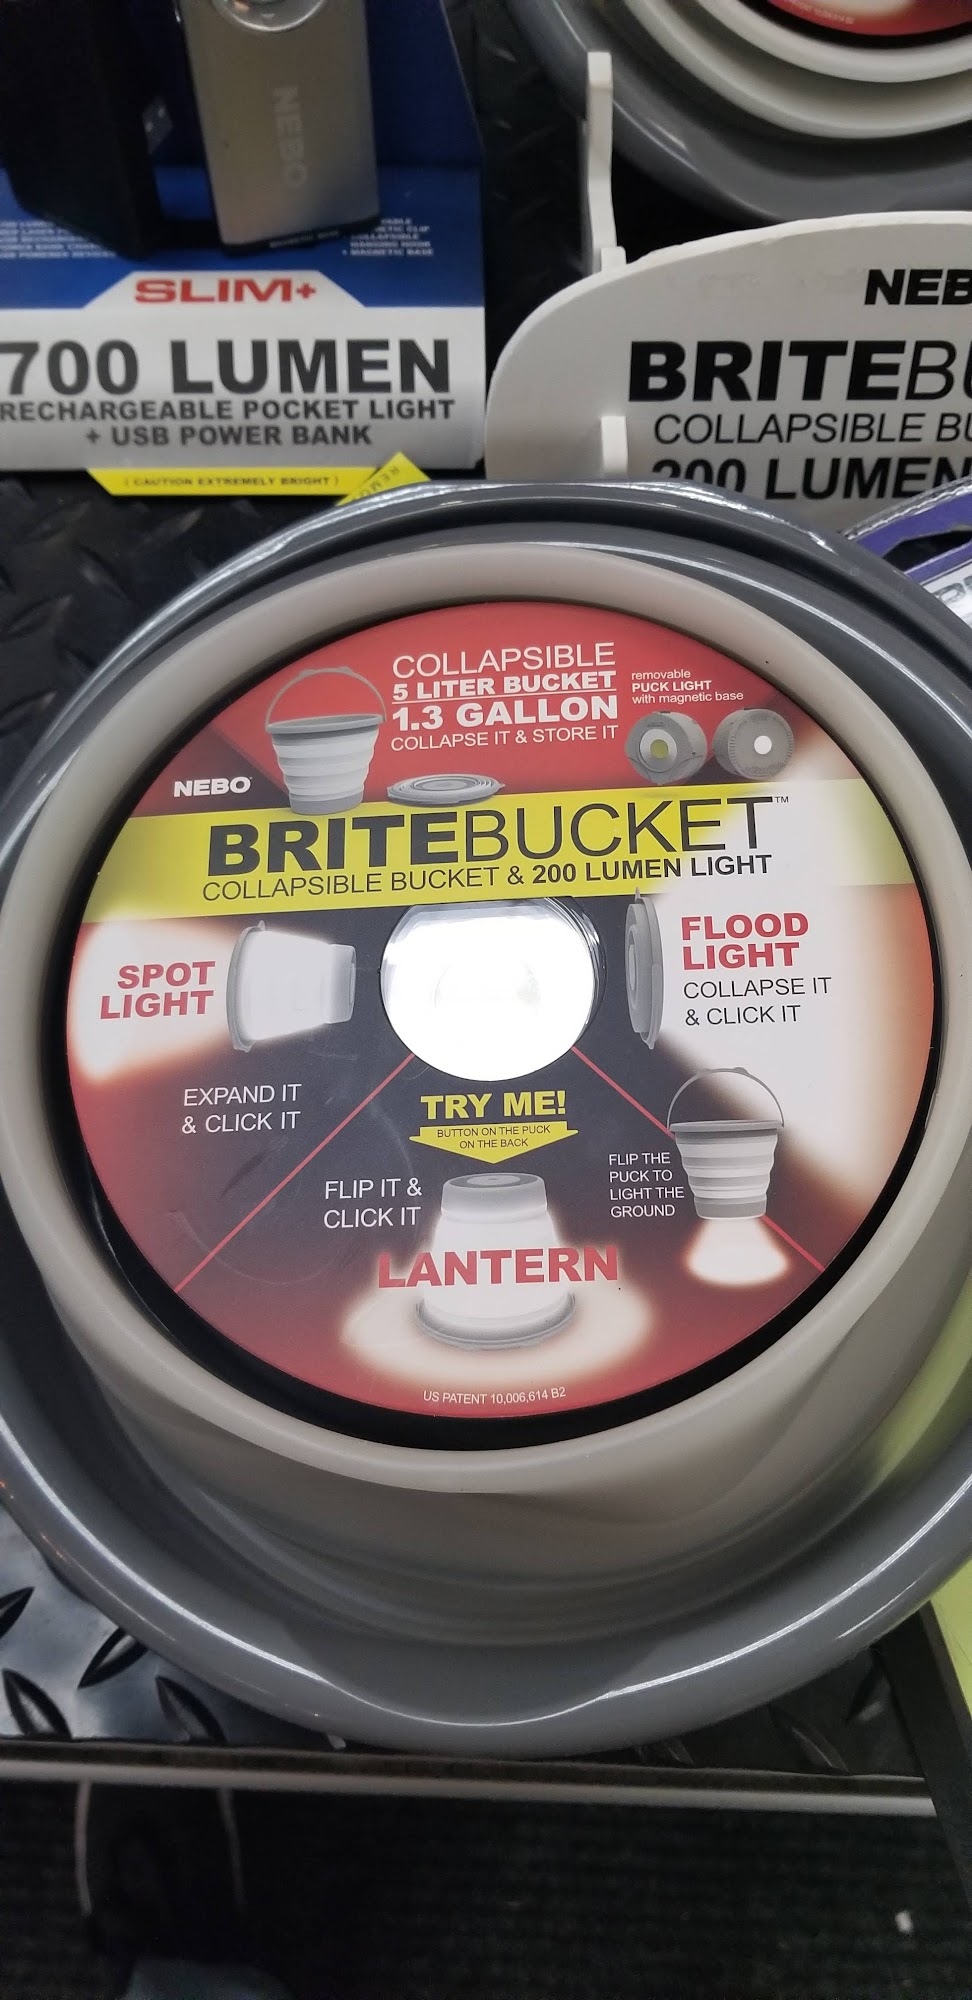 NEBO
SLIM+
700 LUMEN
RECHARGEABLE POCKET LIGHT
+ USB POWER BANK
(CAUTION EXTREMELY BRIGHT)
NEB
BRITEBU
COLLAPSIBLE BU
200 LUMEN
COLLAPSIBLE
5 LITER BUCKET
1.3 GALLON
COLLAPSE IT & STORE IT
removable
PUCK LIGHT
with magnetic base
NEBO
BRITEBUCKET™
COLLAPSIBLE BUCKET & 200 LUMEN LIGHT
SPOT
LIGHT
EXPAND IT
& CLICK IT
FLOOD
LIGHT
COLLAPSE IT
& CLICK IT
TRY ME!
BUTTON ON THE PUCK
ON THE BACK
FLIP IT &
CLICK IT
LANTERN
FLIP THE
PUCK TO
LIGHT THE
GROUND
US PATENT 10,006,614 B2